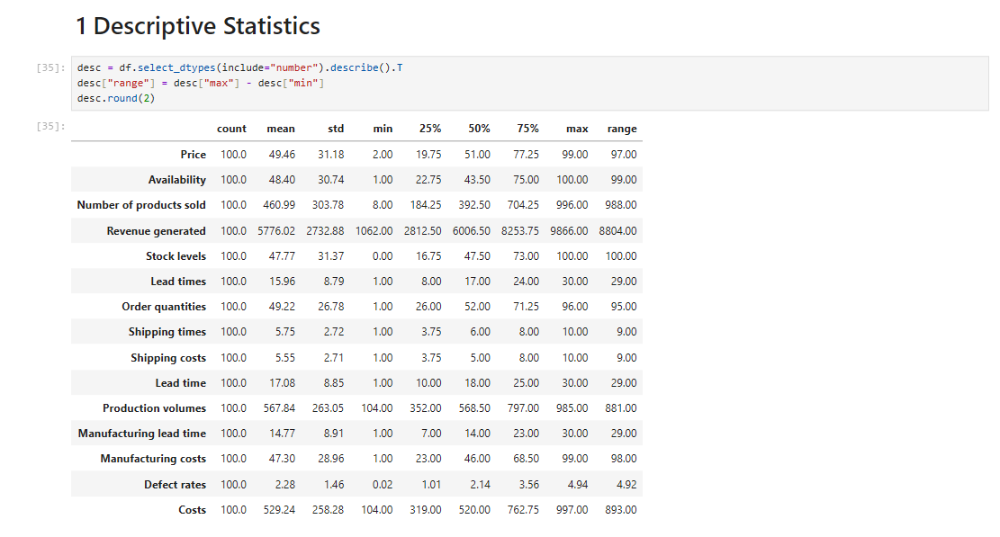 1 Descriptive Statistics
[35]: desc = df.select_dtypes(include="number").describe().T
desc["range"] = desc["max"] - desc["min"]
desc.round(2)
[35]: count mean std min 25% 50% 75% max range
Price 100.0 49.46 31.18 2.00 19.75 51.00 77.25 99.00 97.00
Availability 100.0 48.40 30.74 1.00 22.75 43.50 75.00 100.00 99.00
Number of products sold 100.0 460.99 303.78 8.00 184.25 392.50 704.25 996.00 988.00
Revenue generated 100.0 5776.02 2732.88 1062.00 2812.50 6006.50 8253.75 9866.00 8804.00
Stock levels 100.0 47.77 31.37 0.00 16.75 47.50 73.00 100.00 100.00
Lead times 100.0 15.96 8.79 1.00 8.00 17.00 24.00 30.00 29.00
Order quantities 100.0 49.22 26.78 1.00 26.00 52.00 71.25 96.00 95.00
Shipping times 100.0 5.75 2.72 1.00 3.75 6.00 8.00 10.00 9.00
Shipping costs 100.0 5.55 2.71 1.00 3.75 5.00 8.00 10.00 9.00
Lead time 100.0 17.08 8.85 1.00 10.00 18.00 25.00 30.00 29.00
Production volumes 100.0 567.84 263.05 104.00 352.00 568.50 797.00 985.00 881.00
Manufacturing lead time 100.0 14.77 8.91 1.00 7.00 14.00 23.00 30.00 29.00
Manufacturing costs 100.0 47.30 28.96 1.00 23.00 46.00 68.50 99.00 98.00
Defect rates 100.0 2.28 1.46 0.02 1.01 2.14 3.56 4.94 4.92
Costs 100.0 529.24 258.28 104.00 319.00 520.00 762.75 997.00 893.00